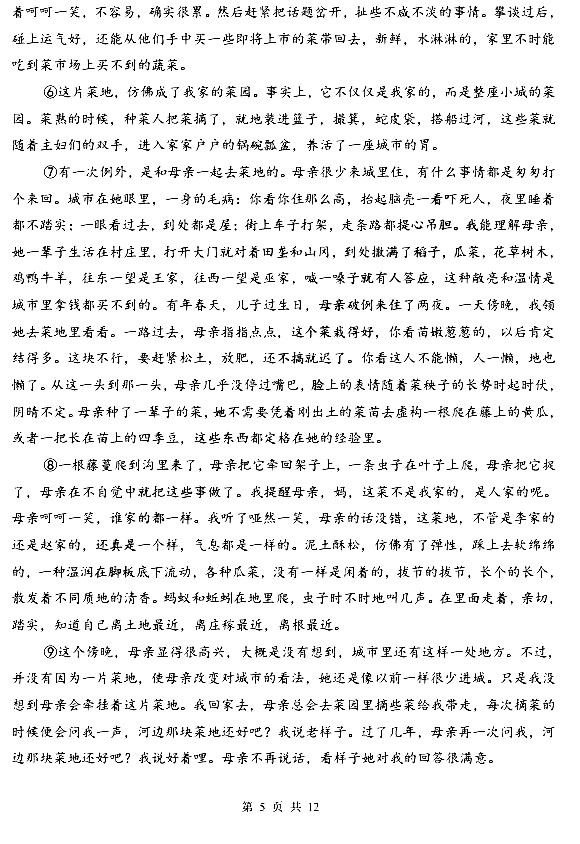 着呵呵一笑，不容易，确实很累。然后赶紧把话题岔开，扯些不咸不淡的事情。攀谈过后，
碰上运气好，还能从他们手中买一些即将上市的菜带回去，新鲜，水淋淋的，家里不时能
吃到菜市场上买不到的蔬菜。
⑥这片菜地，仿佛成了我家的菜园。事实上，它不仅仅是我家的，而是整座小城的菜
园。菜熟的时候，种菜人把菜摘了，就地装进篮子，撮箕，蛇皮袋，搭船过河，这些菜就
随着主妇们的双手，进入家家户户的锅碗瓢盆，养活了一座城市的胃。
⑦有一次例外，是和母亲一起去菜地的。母亲很少来城里住，有什么事情都是匆匆打
个来回。城市在她眼里，一身的毛病：你看你住那么高，抬起脑壳一看吓死人，夜里睡着
都不踏实；一眼看过去，到处都是屋；街上车子打架，走条路都提心吊胆。我能理解母亲，
她一辈子生活在村庄里，打开大门就对着田垄和山冈，到处撒满了稻子，瓜菜，花草树木，
鸡鸭牛羊，往东一望是王家，往西一望是巫家，喊一嗓子就有人答应，这种敞亮和温情是
城市里拿钱都买不到的。有年春天，儿子过生日，母亲破例来住了两夜。一天傍晚，我领
她去菜地里看看。一路过去，母亲指指点点，这个菜栽得好，你看苗嫩葱葱的，以后肯定
结得多。这块不行，要赶紧松土，放肥，还不搞就迟了。你看这人不能懒，人一懒，地也
懒了。从这一头到那一头，母亲几乎没停过嘴巴，脸上的表情随着菜秧子的长势时起时伏，
阴晴不定。母亲种了一辈子的菜，她不需要凭着刚出土的菜苗去虚构一根爬在藤上的黄瓜，
或者一把长在苗上的四季豆，这些东西都定格在她的经验里。
⑧一根藤蔓爬到沟里来了，母亲把它牵回架子上，一条虫子在叶子上爬，母亲把它捉
了，母亲在不自觉中就把这些事做了。我提醒母亲，妈，这菜不是我家的，是人家的呢。
母亲呵呵一笑，谁家的都一样。我听了哑然一笑，母亲的话没错，这菜地，不管是李家的
还是赵家的，还真是一个样，气息都是一样的。泥土酥松，仿佛有了弹性，踩上去软绵绵
的，一种温润在脚板底下流动，各种瓜菜，没有一样是闲着的，拔节的拔节，长个的长个，
散发着不同质地的清香。蚂蚁和蚯蚓在地里爬，虫子时不时地叫几声。在里面走着，亲切，
踏实，知道自己离土地最近，离庄稼最近，离根最近。
⑨这个傍晚，母亲显得很高兴，大概是没有想到，城市里还有这样一处地方。不过，
并没有因为一片菜地，使母亲改变对城市的看法，她还是像以前一样很少进城。只是我没
想到母亲会牵挂着这片菜地。我回家去，母亲总会去菜园里摘些菜给我带走，每次摘菜的
时候便会问我一声，河边那块菜地还好吧？我说老样子。过了几年，母亲再一次问我，河
边那块菜地还好吧？我说好着哩。母亲不再说话，看样子她对我的回答很满意。
第 5 页 共 12